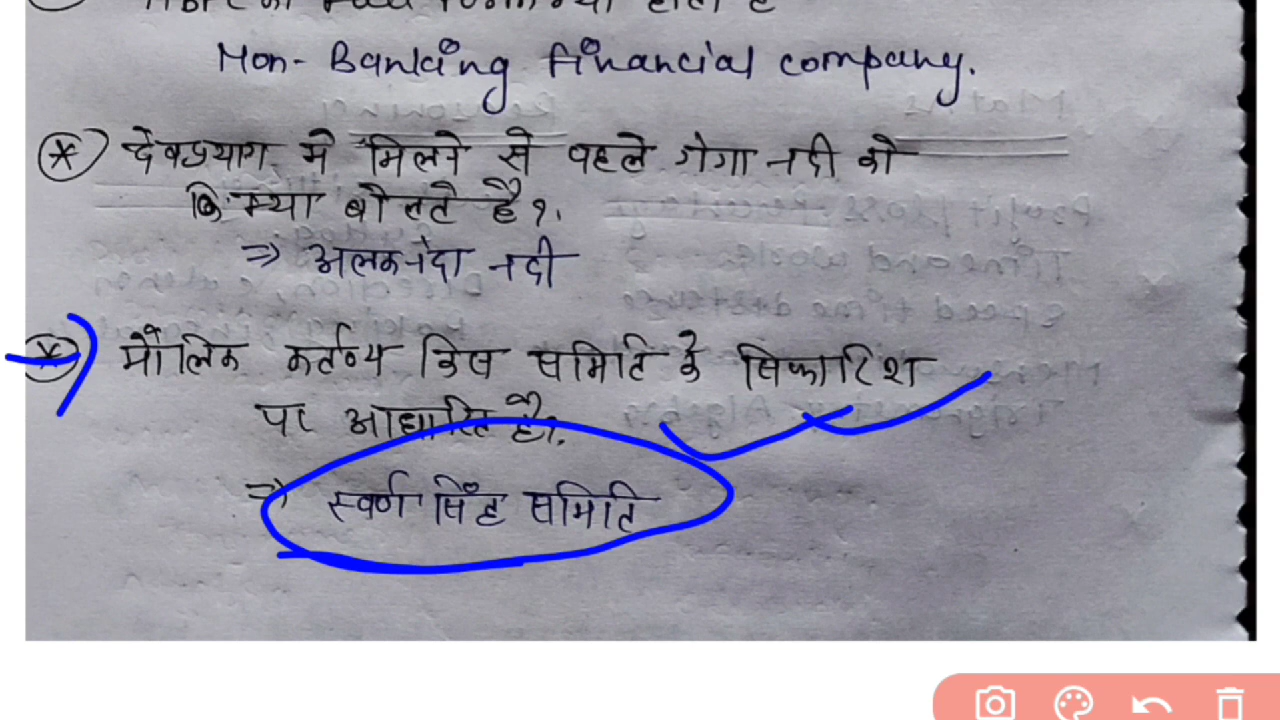 Non-Banking financial company.
* देवप्रयाग में मिलने से पहले गंगा नदी को
क्या बोलते है?
⇒ अलकनंदा नदी
* मौलिक कर्तव्य किस समिति के सिफारिश
पर आधारित है?
⇒ स्वर्ण सिंह समिति